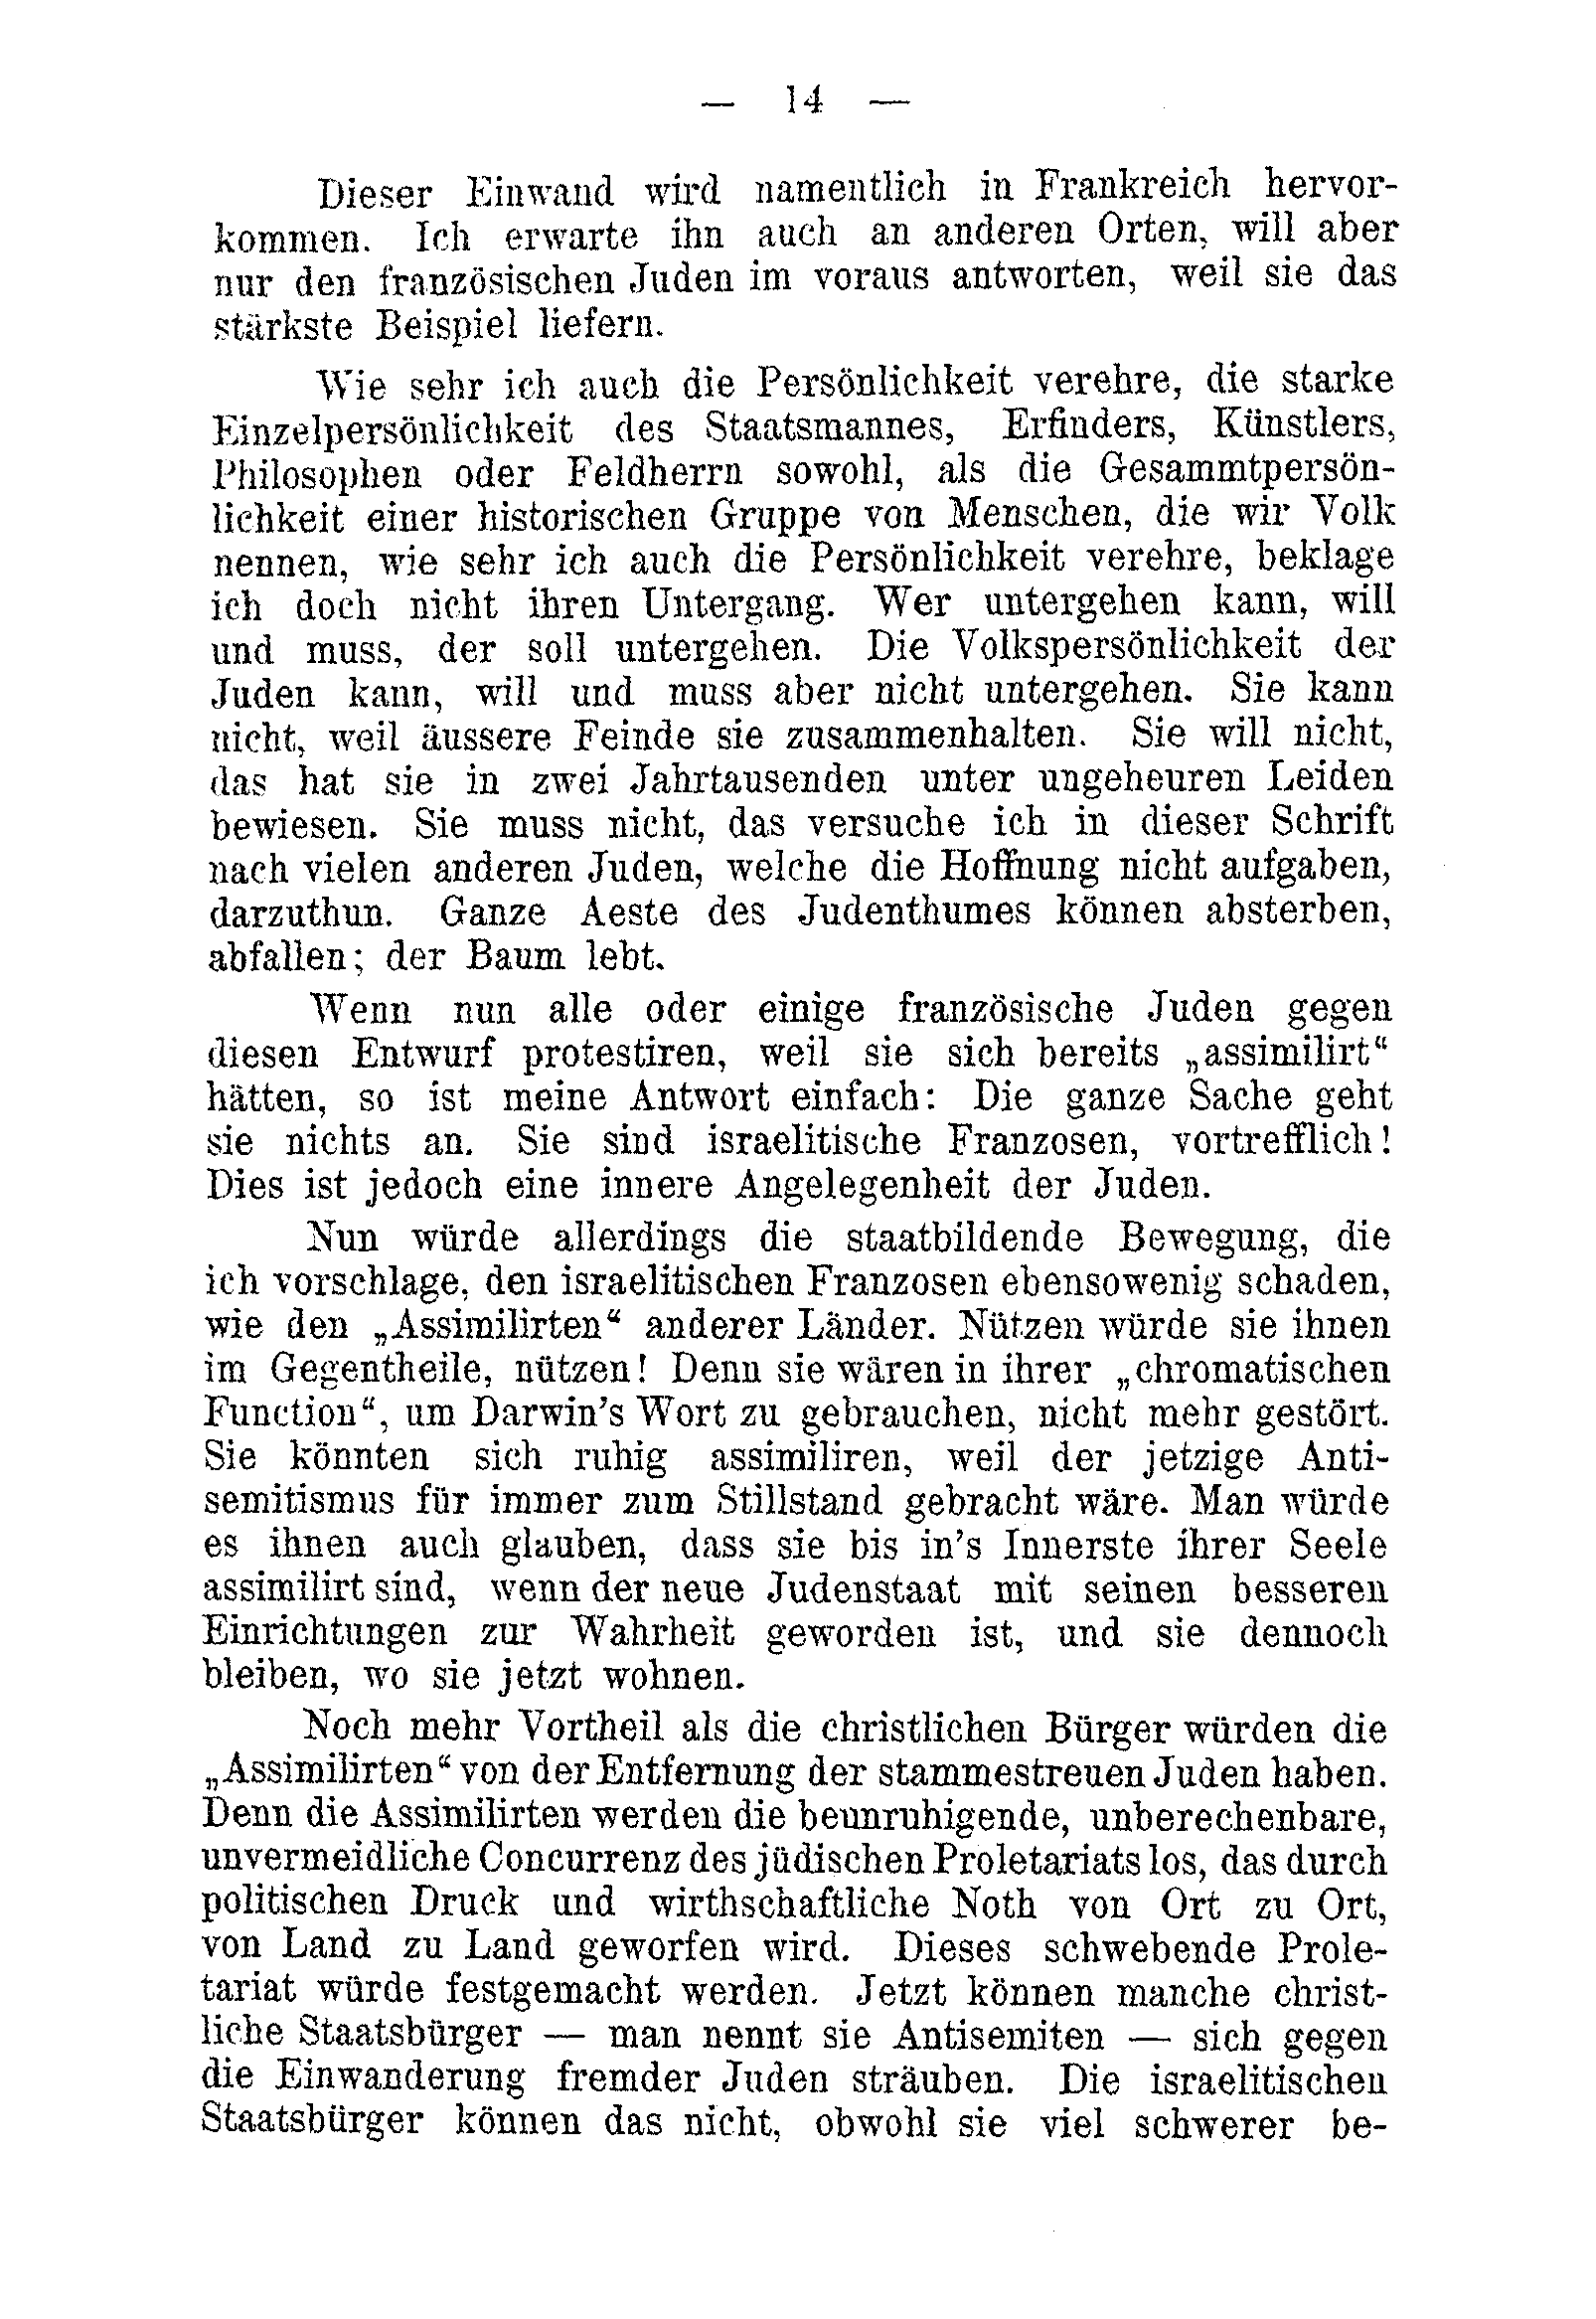 — 14 —
Dieser Einwand wird namentlich in Frankreich hervor-
kommen. Ich erwarte ihn auch an anderen Orten, will aber
nur den französischen Juden im voraus antworten, weil sie das
stärkste Beispiel liefern.
Wie sehr ich auch die Persönlichkeit verehre, die starke
Einzelpersönlichkeit des Staatsmannes, Erfinders, Künstlers,
Philosophen oder Feldherrn sowohl, als die Gesammtpersön-
lichkeit einer historischen Gruppe von Menschen, die wir Volk
nennen, wie sehr ich auch die Persönlichkeit verehre, beklage
ich doch nicht ihren Untergang. Wer untergehen kann, will
und muss, der soll untergehen. Die Volkspersönlichkeit der
Juden kann, will und muss aber nicht untergehen. Sie kann
nicht, weil äussere Feinde sie zusammenhalten. Sie will nicht,
das hat sie in zwei Jahrtausenden unter ungeheuren Leiden
bewiesen. Sie muss nicht, das versuche ich in dieser Schrift
nach vielen anderen Juden, welche die Hoffnung nicht aufgaben,
darzuthun. Ganze Aeste des Judenthumes können absterben,
abfallen; der Baum lebt.
Wenn nun alle oder einige französische Juden gegen
diesen Entwurf protestiren, weil sie sich bereits „assimilirt“
hätten, so ist meine Antwort einfach: Die ganze Sache geht
sie nichts an. Sie sind israelitische Franzosen, vortrefflich!
Dies ist jedoch eine innere Angelegenheit der Juden.
Nun würde allerdings die staatbildende Bewegung, die
ich vorschlage, den israelitischen Franzosen ebensowenig schaden,
wie den „Assimilirten“ anderer Länder. Nützen würde sie ihnen
im Gegentheile, nützen! Denn sie wären in ihrer „chromatischen
Function“, um Darwin's Wort zu gebrauchen, nicht mehr gestört.
Sie könnten sich ruhig assimiliren, weil der jetzige Anti-
semitismus für immer zum Stillstand gebracht wäre. Man würde
es ihnen auch glauben, dass sie bis in's Innerste ihrer Seele
assimilirt sind, wenn der neue Judenstaat mit seinen besseren
Einrichtungen zur Wahrheit geworden ist, und sie dennoch
bleiben, wo sie jetzt wohnen.
Noch mehr Vortheil als die christlichen Bürger würden die
„Assimilirten“ von der Entfernung der stammestreuen Juden haben.
Denn die Assimilirten werden die beunruhigende, unberechenbare,
unvermeidliche Concurrenz des jüdischen Proletariats los, das durch
politischen Druck und wirthschaftliche Noth von Ort zu Ort,
von Land zu Land geworfen wird. Dieses schwebende Prole-
tariat würde festgemacht werden. Jetzt können manche christ-
liche Staatsbürger — man nennt sie Antisemiten — sich gegen
die Einwanderung fremder Juden sträuben. Die israelitischen
Staatsbürger können das nicht, obwohl sie viel schwerer be-